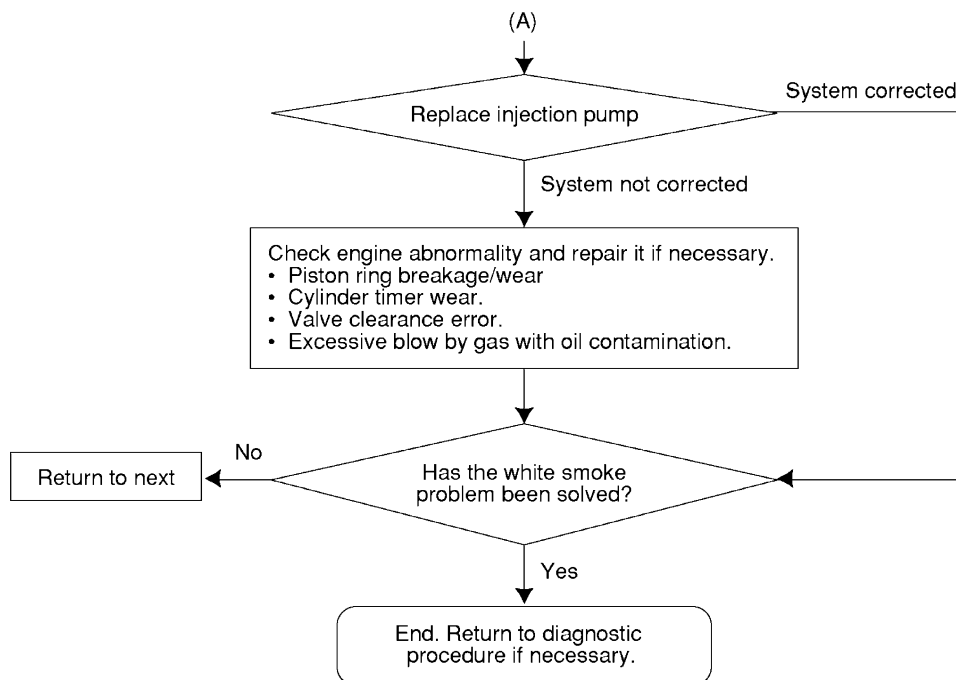 (A)
Replace injection pump
System corrected
System not corrected
Check engine abnormality and repair it if necessary.
• Piston ring breakage/wear
• Cylinder timer wear.
• Valve clearance error.
• Excessive blow by gas with oil contamination.
No
Return to next
Has the white smoke
problem been solved?
Yes
End. Return to diagnostic
procedure if necessary.